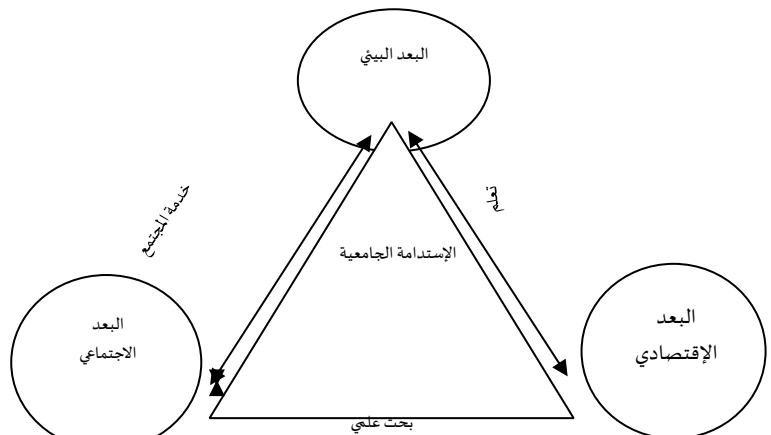 البعد البيئي
خدمة المجتمع
تعلم
الإستدامة الجامعية
البعد
الإقتصادي
البعد
الاجتماعي
بحث علمي